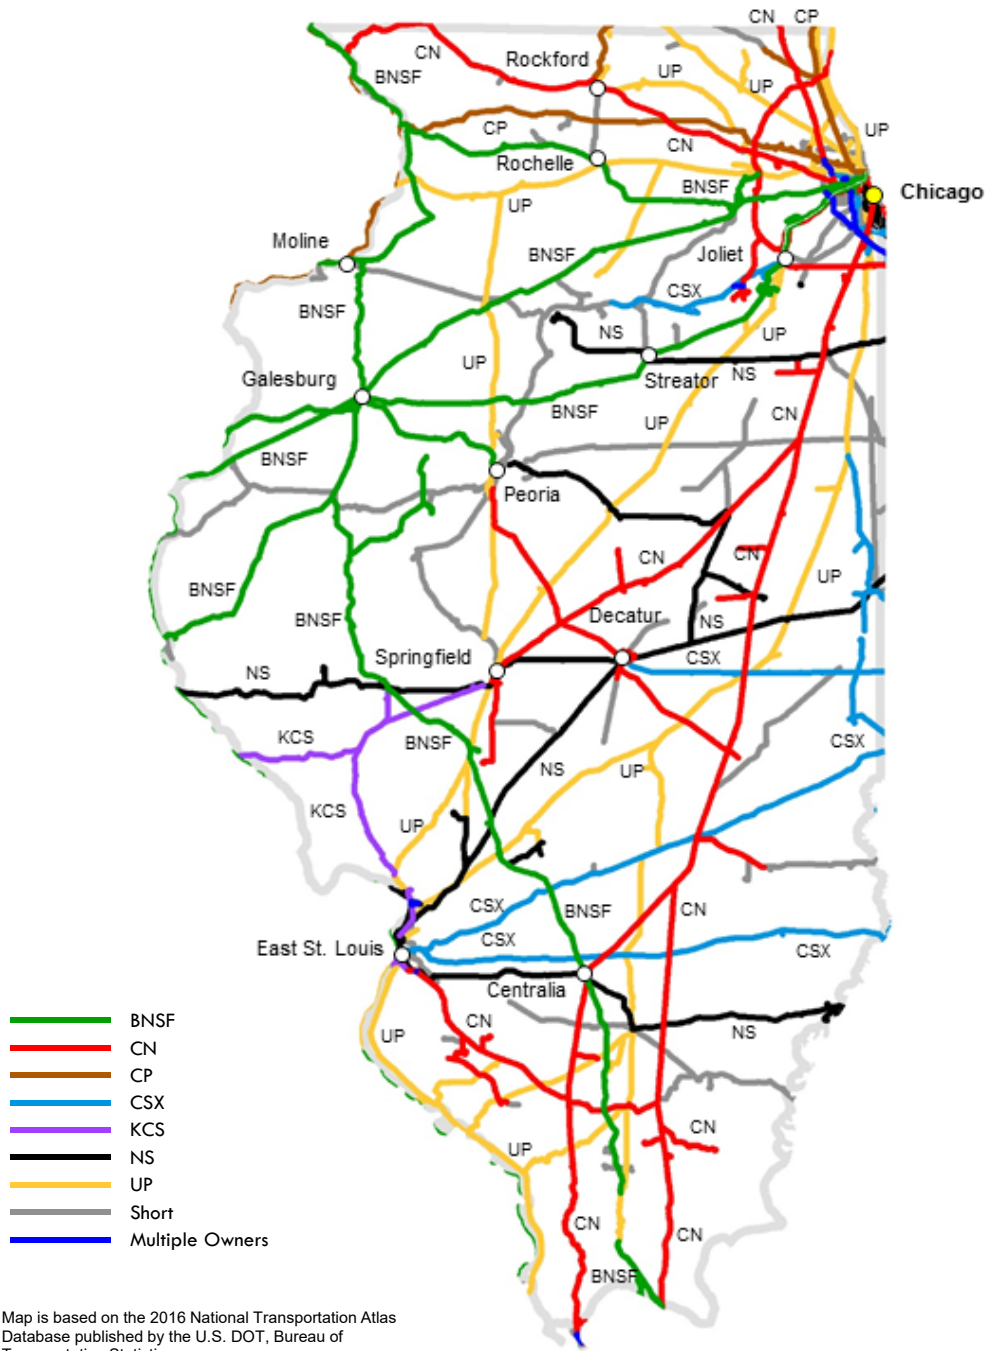 CN CP
CN
Rockford
BNSF
UP
UP
CP
UP
CN
Rochelle
BNSF
Chicago
UP
Moline
BNSF
Joliet
CSX
BNSF
NS
UP
UP
Galesburg
Streator
NS
BNSF
CN
UP
BNSF
Peoria
CN
CN
UP
BNSF
BNSF
Decatur
NS
Springfield
CSX
NS
KCS
BNSF
CSX
NS
UP
KCS
UP
CSX
BNSF
CN
CSX
East St. Louis
CSX
Centralia
CN
NS
UP
CN
UP
CN
CN
BNSF
BNSF
CN
CP
CSX
KCS
NS
UP
Short
Multiple Owners
Map is based on the 2016 National Transportation Atlas
Database published by the U.S. DOT, Bureau of